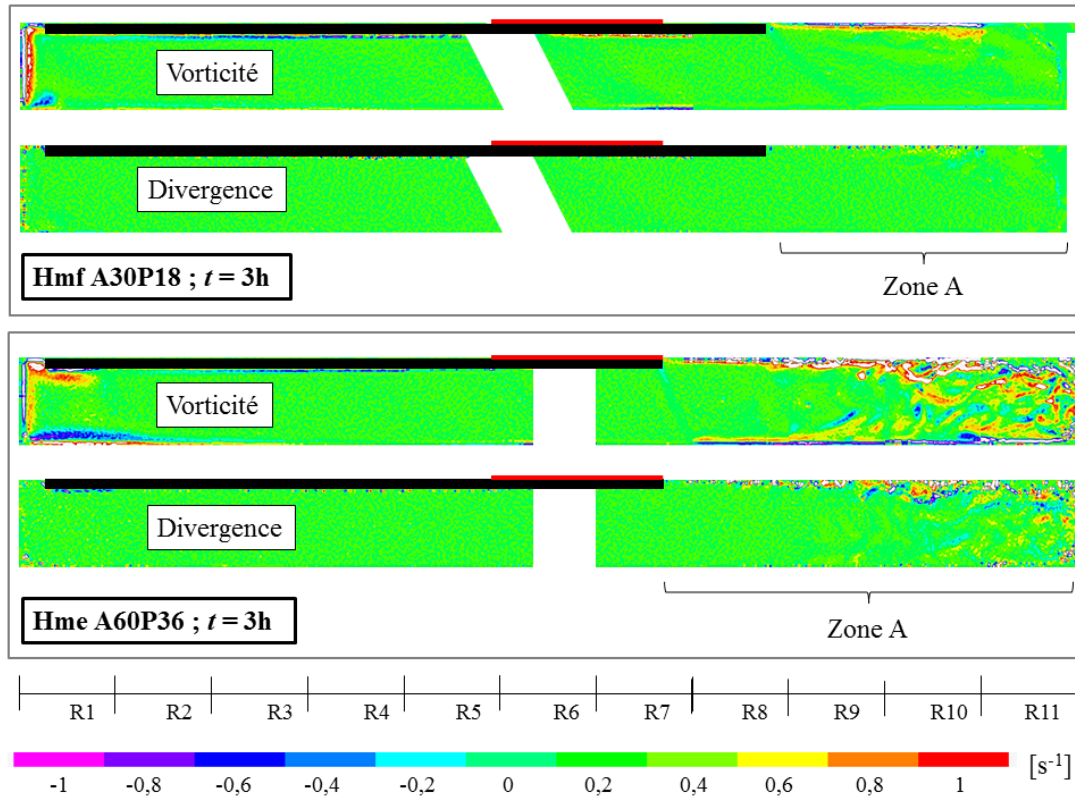 Vorticité
Divergence
Hmf A30P18 ; t = 3h
Zone A
Vorticité
Divergence
Hme A60P36 ; t = 3h
Zone A
R1 R2 R3 R4 R5 R6 R7 R8 R9 R10 R11
[s⁻¹]
-1 -0,8 -0,6 -0,4 -0,2 0 0,2 0,4 0,6 0,8 1